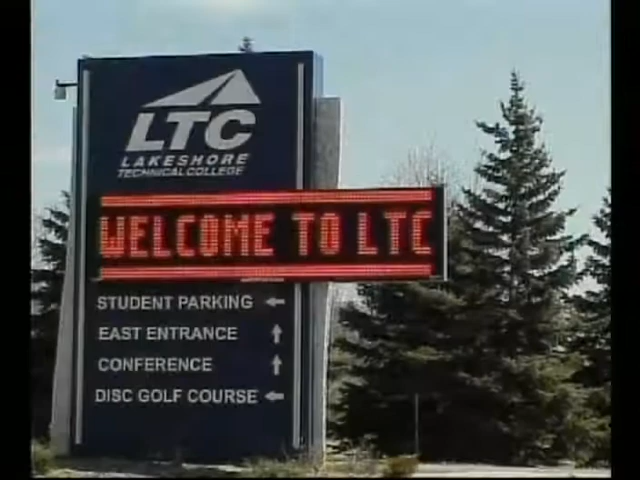 LTC
LAKESHORE
TECHNICAL COLLEGE
WELCOME TO LTC
STUDENT PARKING ←
EAST ENTRANCE ↑
CONFERENCE ↑
DISC GOLF COURSE ←